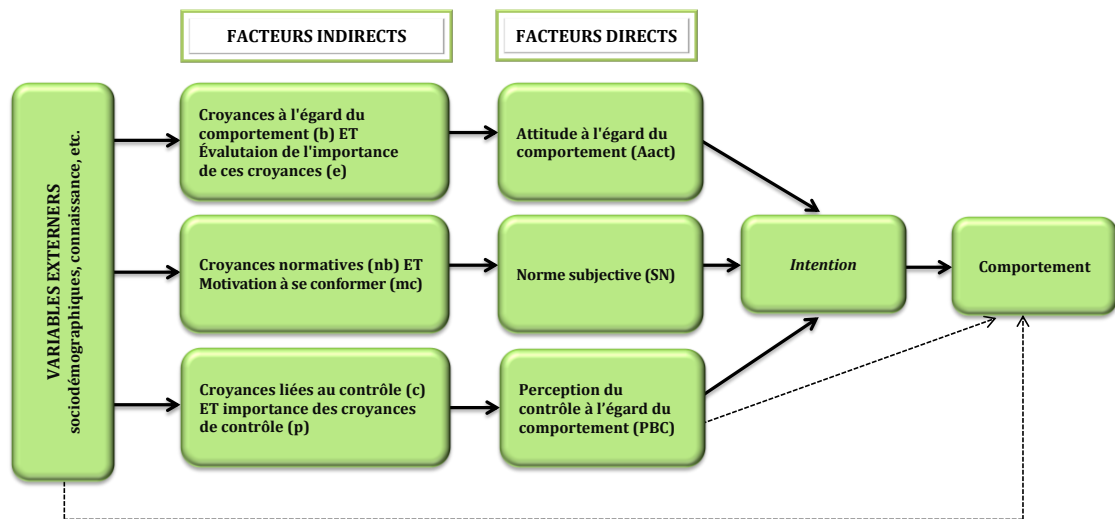 FACTEURS INDIRECTS
FACTEURS DIRECTS
VARIABLES EXTERNERS
sociodémographiques, connaissance, etc.
Croyances à l'égard du
comportement (b) ET
Évalutaion de l'importance
de ces croyances (e)
Attitude à l'égard du
comportement (Aact)
Croyances normatives (nb) ET
Motivation à se conformer (mc)
Norme subjective (SN)
Intention
Comportement
Croyances liées au contrôle (c)
ET importance des croyances
de contrôle (p)
Perception du
contrôle à l'égard du
comportement (PBC)